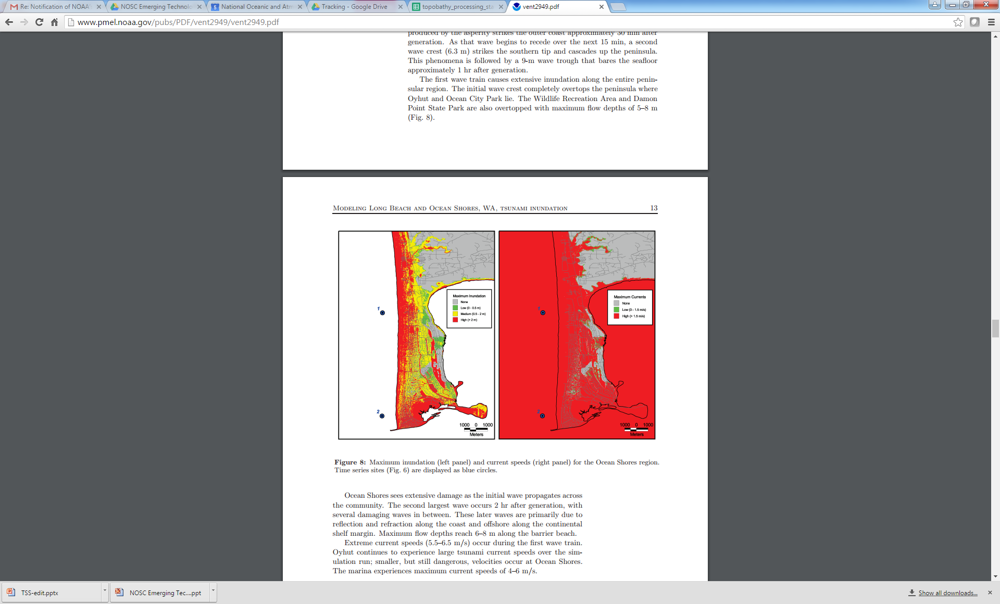 Re: Notification of NOAA'
NOSC Emerging Technolo
National Oceanic and Atm
Tracking - Google Drive
topobathy_processing_sta
vent2949.pdf
www.pmel.noaa.gov/pubs/PDF/vent2949/vent2949.pdf
produced by the asperity strikes the outer coast approximately 30 min after
generation. As that wave begins to recede over the next 15 min, a second
wave crest (6.3 m) strikes the southern tip and cascades up the peninsula.
This phenomena is followed by a 9-m wave trough that bares the seafloor
approximately 1 hr after generation.
The first wave train causes extensive inundation along the entire penin-
sular region. The initial wave crest completely overtops the peninsula where
Oyhut and Ocean City Park lie. The Wildlife Recreation Area and Damon
Point State Park are also overtopped with maximum flow depths of 5–8 m
(Fig. 8).
Modeling Long Beach and Ocean Shores, WA, tsunami inundation 13
Maximum Inundation
None
Low (0 - 0.5 m)
Medium (0.5 - 2 m)
High (> 2 m)
1
2
1000 0 1000
Meters
Maximum Currents
None
Low (0 - 1.5 m/s)
High (> 1.5 m/s)
1
2
1000 0 1000
Meters
Figure 8: Maximum inundation (left panel) and current speeds (right panel) for the Ocean Shores region.
Time series sites (Fig. 6) are displayed as blue circles.
Ocean Shores sees extensive damage as the initial wave propagates across
the community. The second largest wave occurs 2 hr after generation, with
several damaging waves in between. These later waves are primarily due to
reflection and refraction along the coast and offshore along the continental
shelf margin. Maximum flow depths reach 6–8 m along the barrier beach.
Extreme current speeds (5.5–6.5 m/s) occur during the first wave train.
Oyhut continues to experience large tsunami current speeds over the sim-
ulation run; smaller, but still dangerous, velocities occur at Ocean Shores.
The marina experiences maximum current speeds of 4–6 m/s.
TSS-edit.pptx
NOSC Emerging Tec....ppt
Show all downloads...